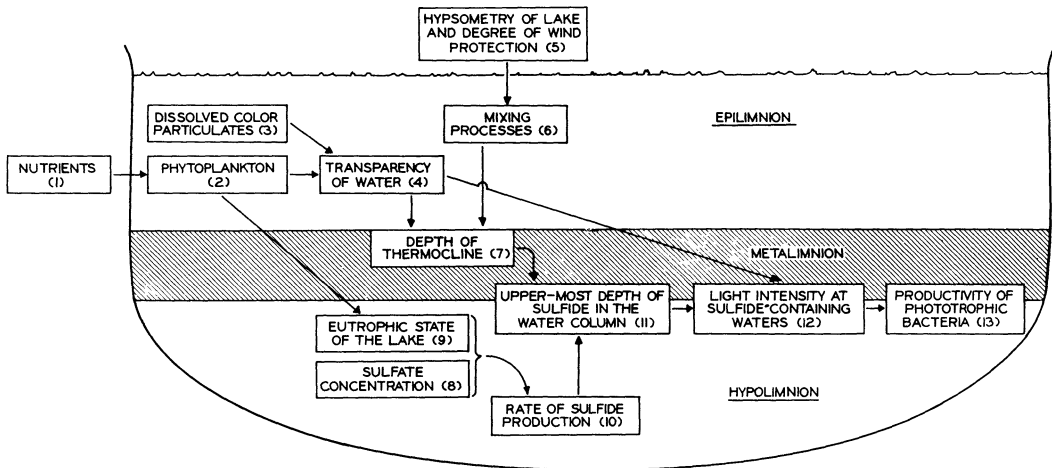 HYPSOMETRY OF LAKE
AND DEGREE OF WIND
PROTECTION (5)
DISSOLVED COLOR
PARTICULATES (3)
MIXING
PROCESSES (6)
EPILIMNION
NUTRIENTS
(1)
PHYTOPLANKTON
(2)
TRANSPARENCY
OF WATER (4)
DEPTH OF
THERMOCLINE (7)
METALIMNION
UPPER-MOST DEPTH OF
SULFIDE IN THE
WATER COLUMN (11)
LIGHT INTENSITY AT
SULFIDE-CONTAINING
WATERS (12)
PRODUCTIVITY OF
PHOTOTROPHIC
BACTERIA (13)
EUTROPHIC STATE
OF THE LAKE (9)
SULFATE
CONCENTRATION (8)
RATE OF SULFIDE
PRODUCTION (10)
HYPOLIMNION